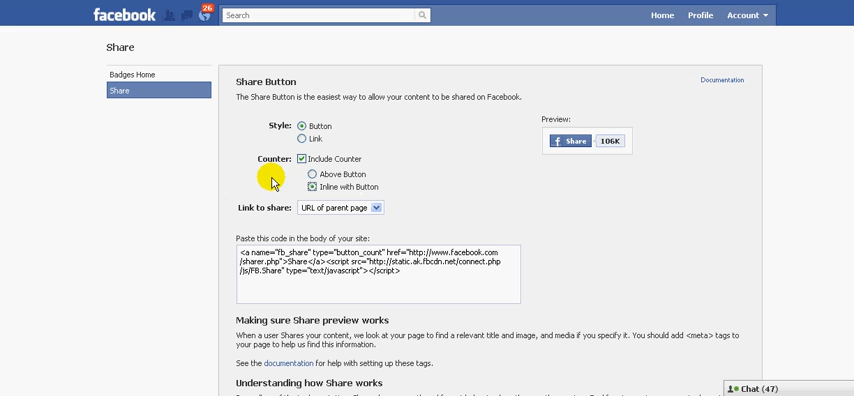 facebook
26
Search
Home Profile Account
Share
Badges Home
Share
Share Button
Documentation
The Share Button is the easiest way to allow your content to be shared on Facebook.
Style: Button
Link
Counter: Include Counter
Above Button
Inline with Button
Link to share: URL of parent page
Preview:
f Share 106K
Paste this code in the body of your site:
<a name="fb_share" type="button_count" href="http://www.facebook.com
/sharer.php">Share</a><script src="http://static.ak.fbcdn.net/connect.php
/js/FB.Share" type="text/javascript"></script>
Making sure Share preview works
When a user Shares your content, we look at your page to find a relevant title and image, and media if you specify it. You should add <meta> tags to
your page to help us find this information.
See the documentation for help with setting up these tags.
Understanding how Share works
Chat (47)